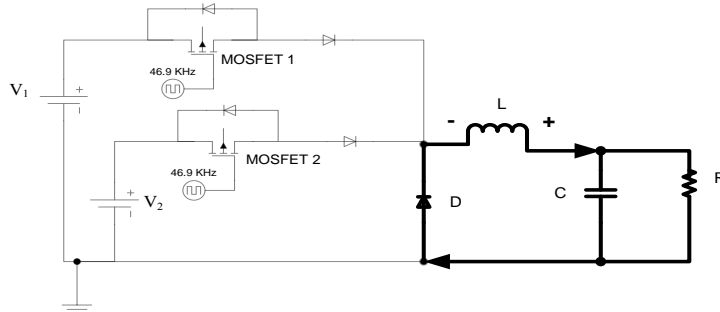 MOSFET 1
46.9 KHz
V1
+
-
MOSFET 2
46.9 KHz
V2
+
-
L
- +
D
C
R